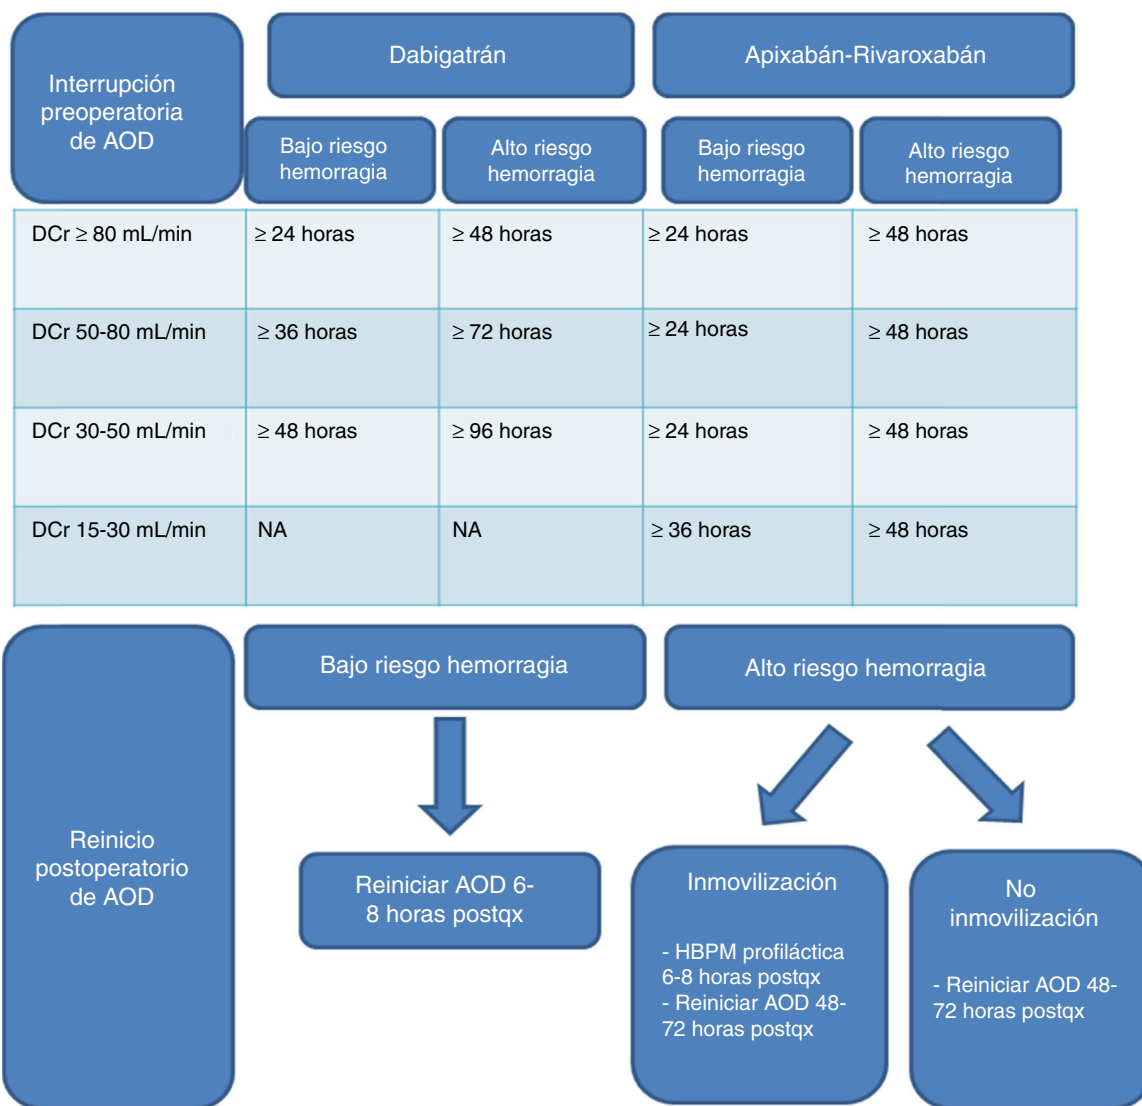 Interrupción
preoperatoria
de AOD
Dabigatrán
Apixabán-Rivaroxabán
Bajo riesgo
hemorragia
Alto riesgo
hemorragia
Bajo riesgo
hemorragia
Alto riesgo
hemorragia
DCr ≥ 80 mL/min
≥ 24 horas
≥ 48 horas
≥ 24 horas
≥ 48 horas
DCr 50-80 mL/min
≥ 36 horas
≥ 72 horas
≥ 24 horas
≥ 48 horas
DCr 30-50 mL/min
≥ 48 horas
≥ 96 horas
≥ 24 horas
≥ 48 horas
DCr 15-30 mL/min
NA
NA
≥ 36 horas
≥ 48 horas
Reinicio
postoperatorio
de AOD
Bajo riesgo hemorragia
Alto riesgo hemorragia
Reiniciar AOD 6-
8 horas postqx
Inmovilización
- HBPM profiláctica
6-8 horas postqx
- Reiniciar AOD 48-
72 horas postqx
No
inmovilización
- Reiniciar AOD 48-
72 horas postqx